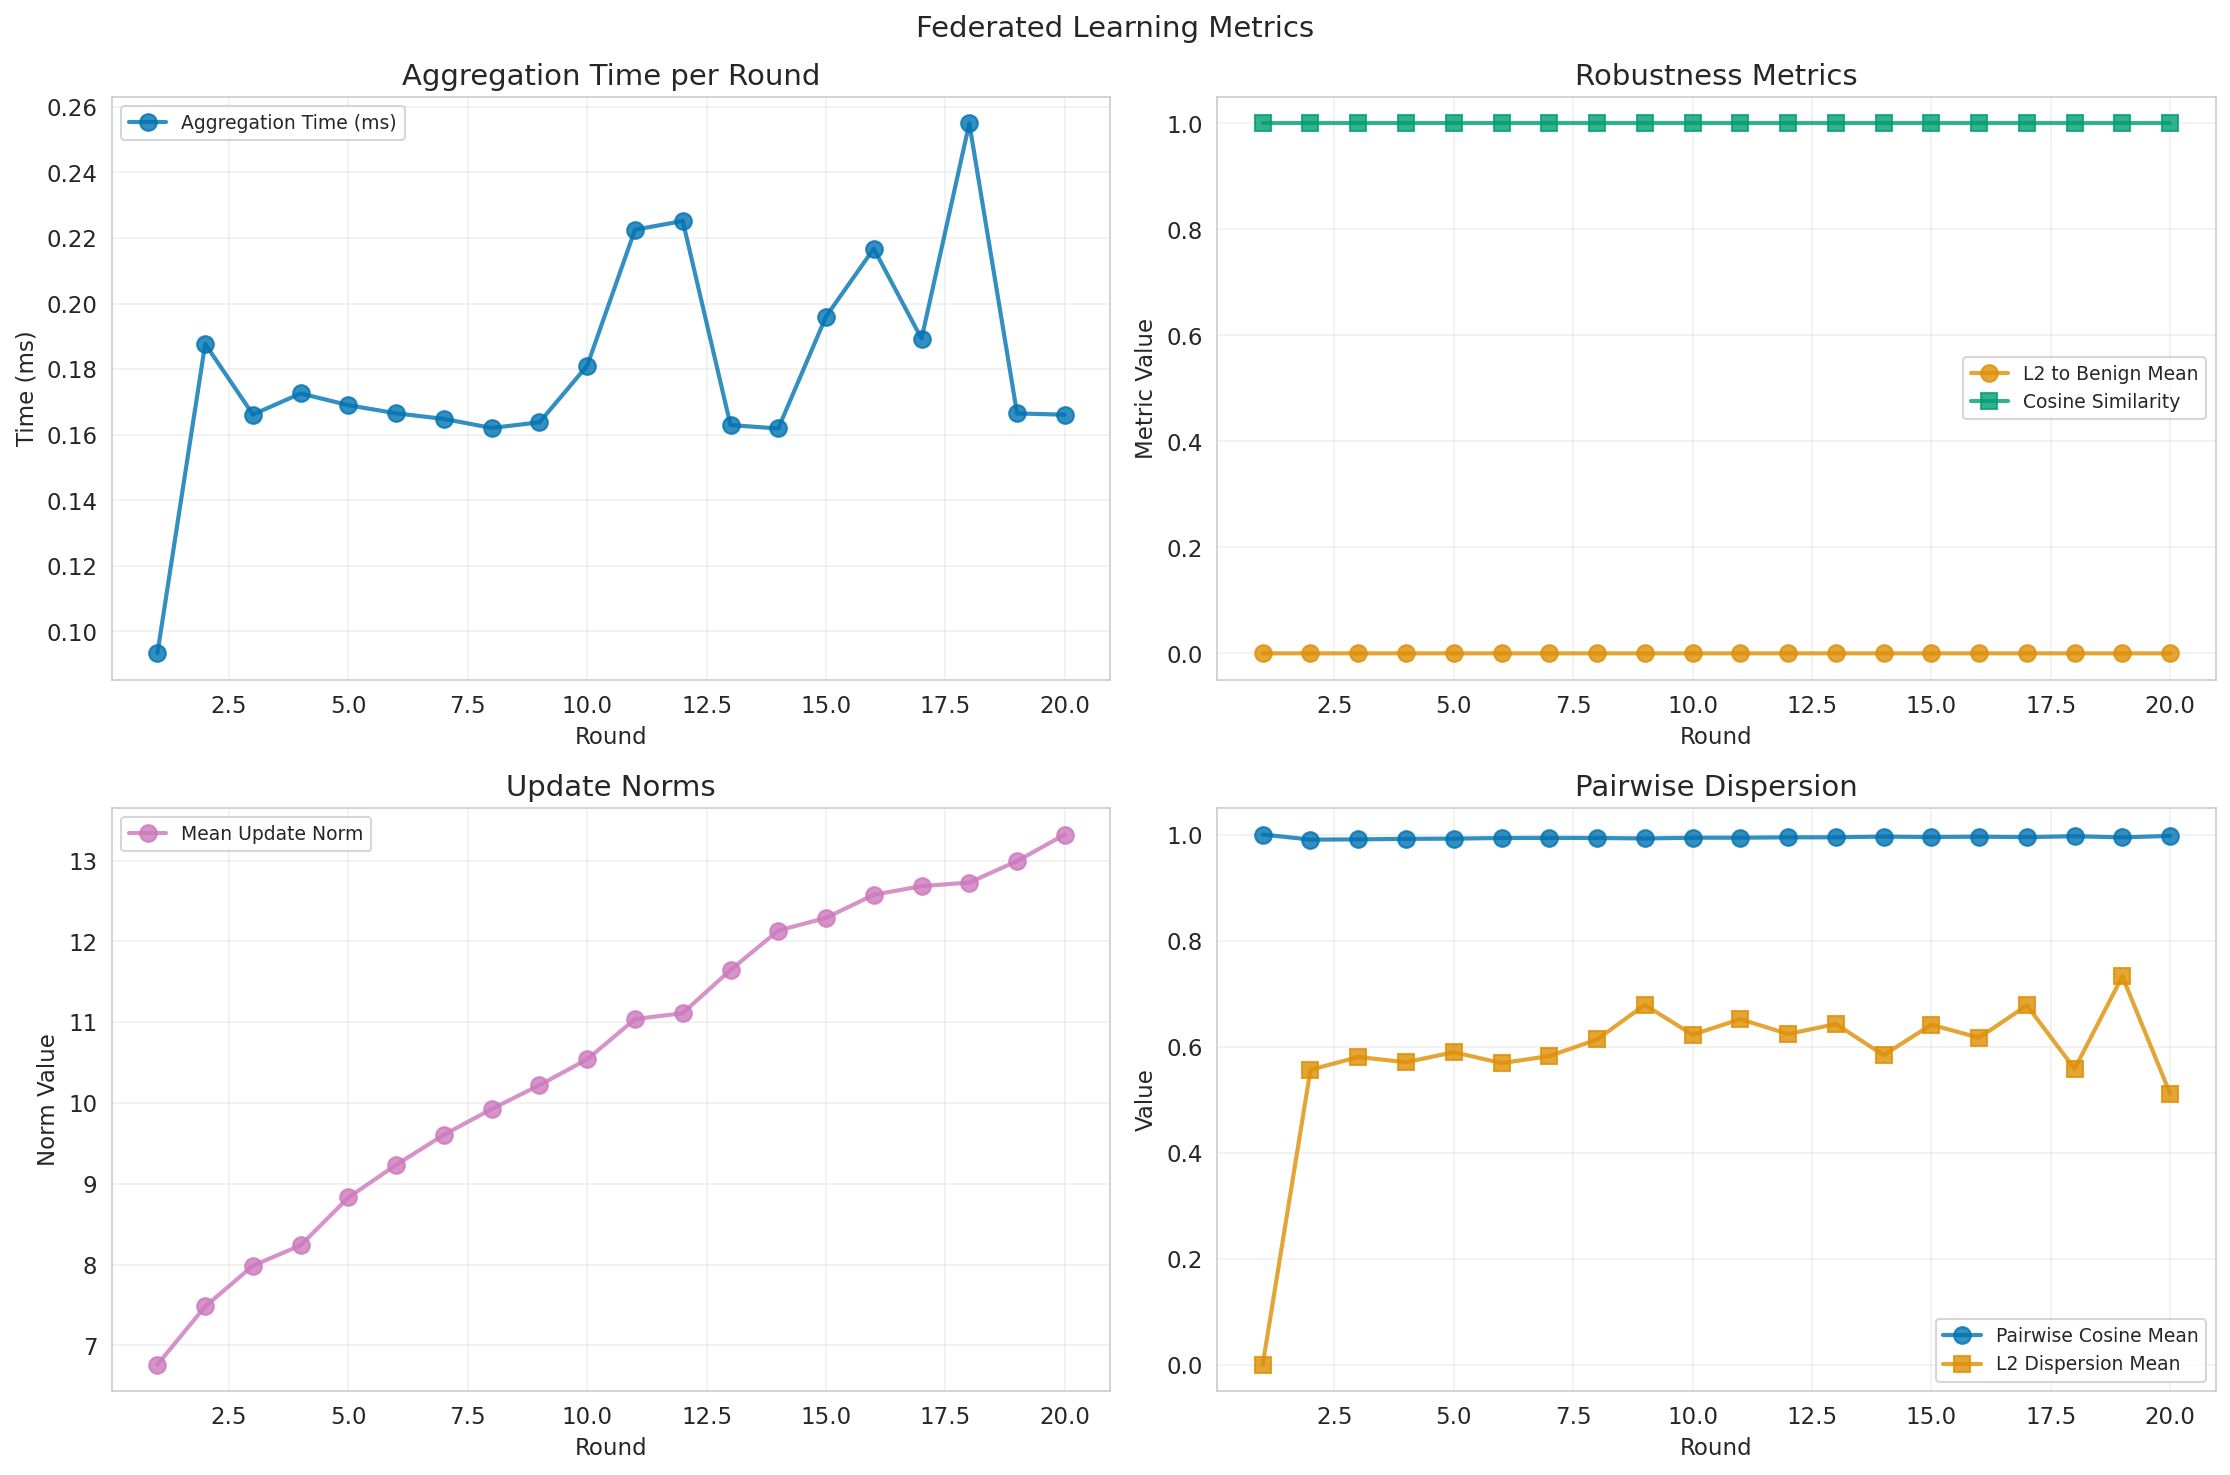 Federated Learning Metrics
Aggregation Time per Round
Aggregation Time (ms)
Time (ms)
0.26
0.24
0.22
0.20
0.18
0.16
0.14
0.12
0.10
2.5 5.0 7.5 10.0 12.5 15.0 17.5 20.0
Round
Robustness Metrics
L2 to Benign Mean
Cosine Similarity
Metric Value
1.0
0.8
0.6
0.4
0.2
0.0
2.5 5.0 7.5 10.0 12.5 15.0 17.5 20.0
Round
Update Norms
Mean Update Norm
Norm Value
13
12
11
10
9
8
7
2.5 5.0 7.5 10.0 12.5 15.0 17.5 20.0
Round
Pairwise Dispersion
Value
1.0
0.8
0.6
0.4
0.2
0.0
Pairwise Cosine Mean
L2 Dispersion Mean
2.5 5.0 7.5 10.0 12.5 15.0 17.5 20.0
Round